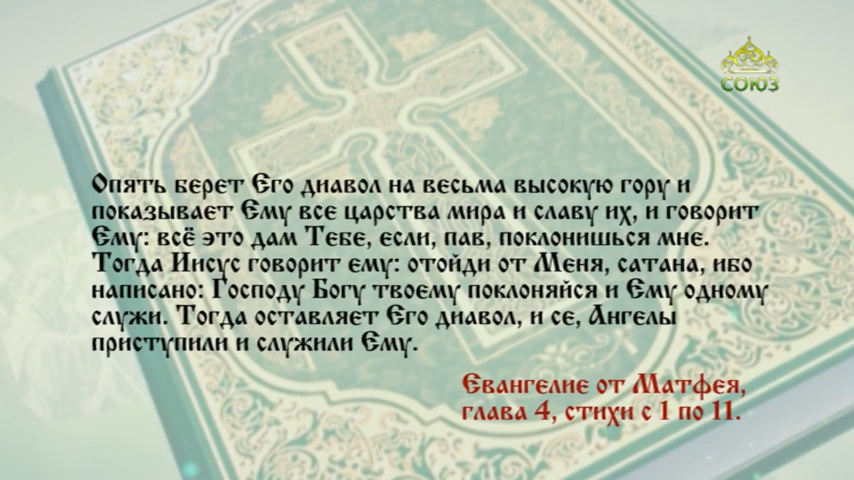 СОЮЗ
Опять берет Его диавол на весьма высокую гору и
показывает Ему все царства мира и славу их, и говорит
Ему: всё это дам Тебе, если, пав, поклонишься мне.
Тогда Иисус говорит ему: отойди от Меня, сатана, ибо
написано: Господу Богу твоему поклоняйся и Ему одному
служи. Тогда оставляет Его диавол, и се, Ангелы
приступили и служили Ему.
Евангелие от Матфея,
глава 4, стихи с 1 по 11.